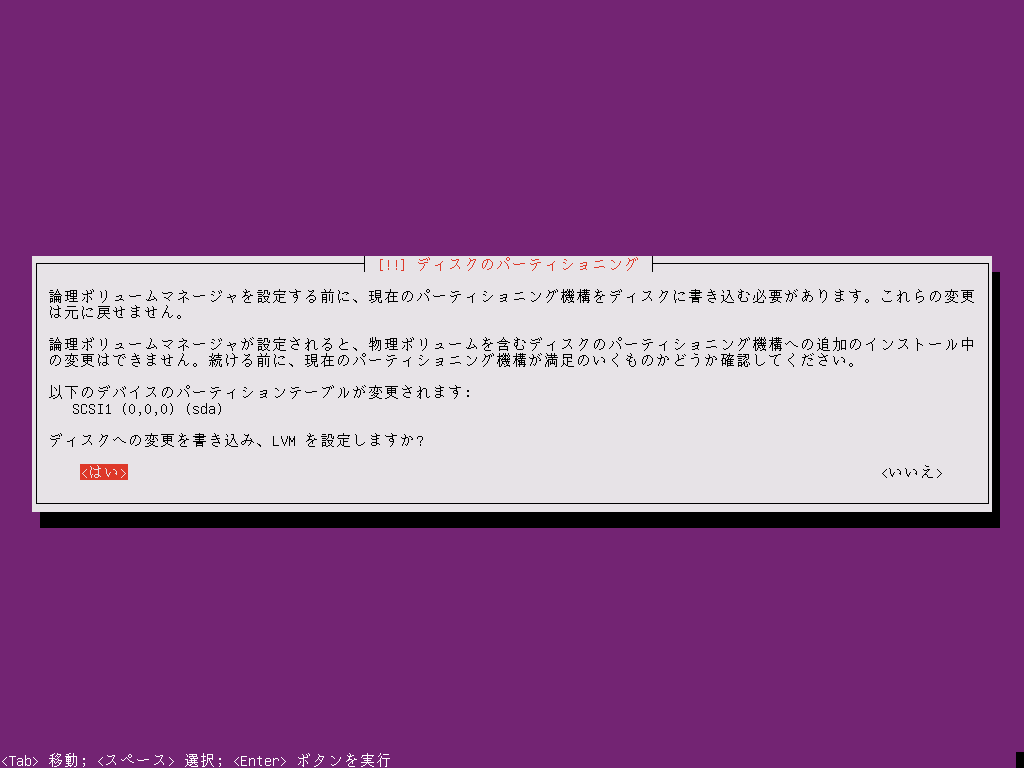 [!!] ディスクのパーティショニング
論理ボリュームマネージャを設定する前に、現在のパーティショニング機構をディスクに書き込む必要があります。これらの変更
は元に戻せません。
論理ボリュームマネージャが設定されると、物理ボリュームを含むディスクのパーティショニング機構への追加のインストール中
の変更はできません。続ける前に、現在のパーティショニング機構が満足のいくものかどうか確認してください。
以下のデバイスのパーティションテーブルが変更されます:
SCSI1 (0,0,0) (sda)
ディスクへの変更を書き込み、LVM を設定しますか?
<はい> <いいえ>
<Tab> 移動; <スペース> 選択; <Enter> ボタンを実行